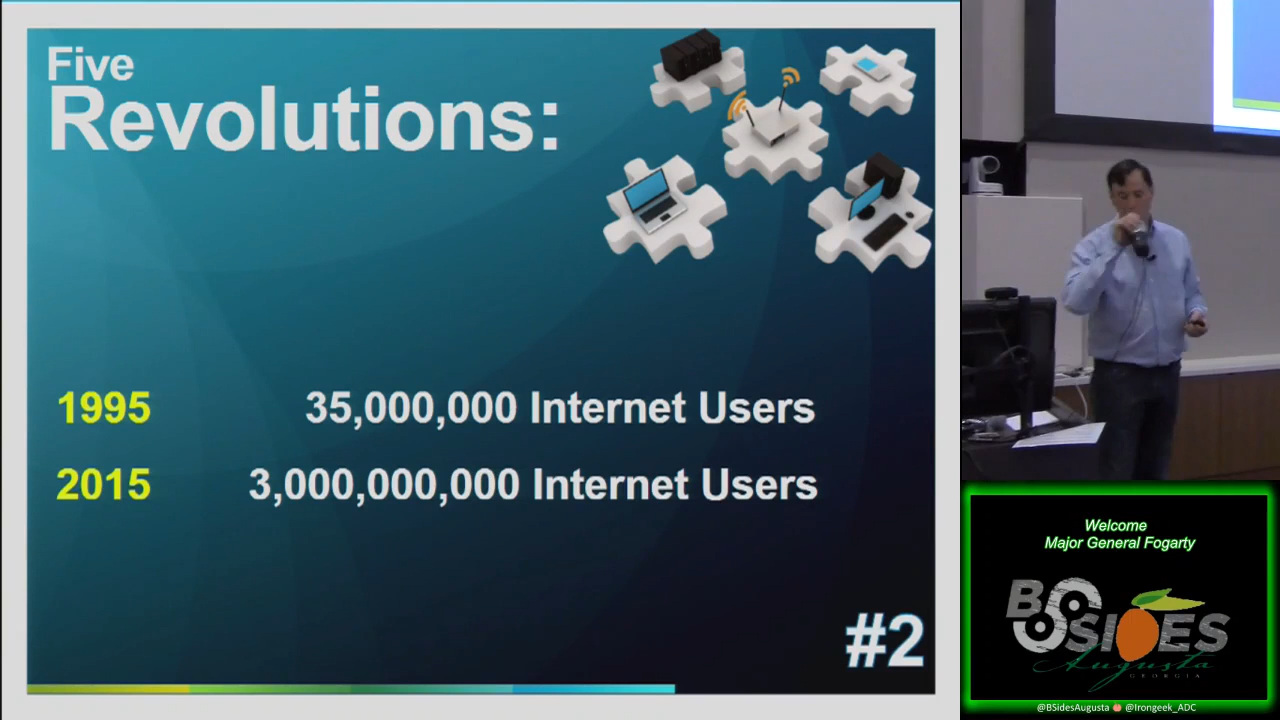 Five
Revolutions:
1995 35,000,000 Internet Users
2015 3,000,000,000 Internet Users
#2
Welcome
Major General Fogarty
BSIDES
Augusta
GEORGIA
@BSidesAugusta @Irongeek_ADC